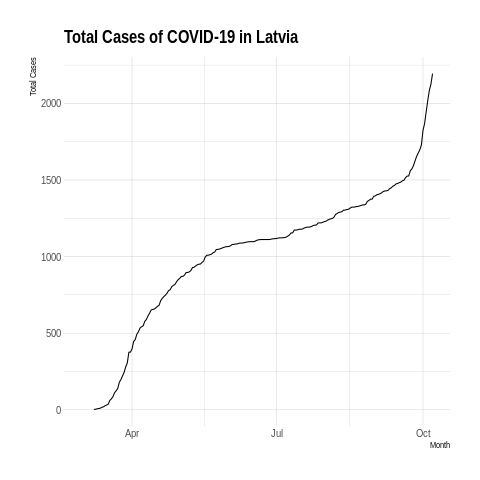 Total Cases of COVID-19 in Latvia
Total Cases
2000
1500
1000
500
0
Apr Jul Oct
Month